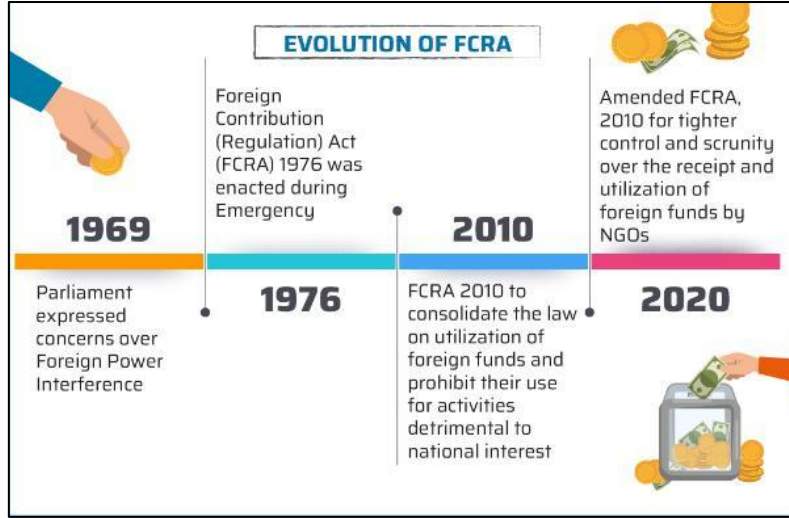 EVOLUTION OF FCRA
1969
Parliament
expressed
concerns over
Foreign Power
Interference
Foreign
Contribution
(Regulation) Act
(FCRA) 1976 was
enacted during
Emergency
1976
2010
FCRA 2010 to
consolidate the law
on utilization of
foreign funds and
prohibit their use
for activities
detrimental to
national interest
Amended FCRA,
2010 for tighter
control and scrunity
over the receipt and
utilization of
foreign funds by
NGOs
2020